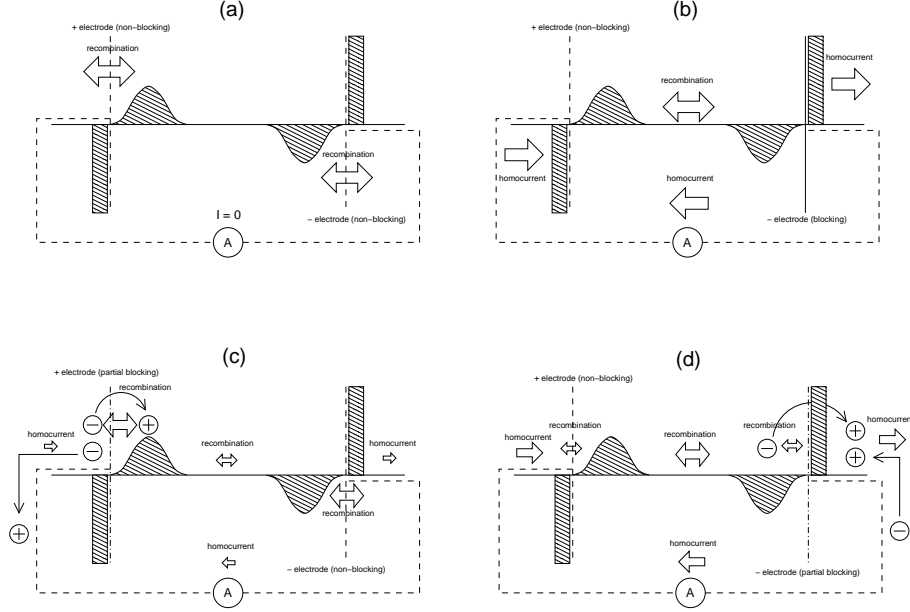 (a)
+ electrode (non−blocking)
recombination
recombination
I = 0
− electrode (non−blocking)
A
(b)
+ electrode (non−blocking)
homocurrent
recombination
homocurrent
homocurrent
− electrode (blocking)
A
(c)
+ electrode (partial blocking)
recombination
− +
homocurrent
−
recombination
homocurrent
recombination
+
homocurrent
− electrode (non−blocking)
A
(d)
+ electrode (non−blocking)
homocurrent
recombination
recombination
recombination
homocurrent
−
+
+
−
homocurrent
− electrode (partial blocking)
A